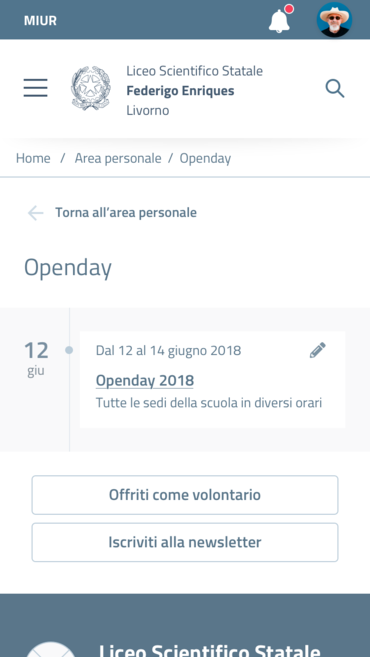 MIUR
Liceo Scientifico Statale
Federigo Enriques
Livorno
Home / Area personale / Openday
Torna all'area personale
Openday
12
giu
Dal 12 al 14 giugno 2018
Openday 2018
Tutte le sedi della scuola in diversi orari
Offriti come volontario
Iscriviti alla newsletter
Liceo Scientifico Statale